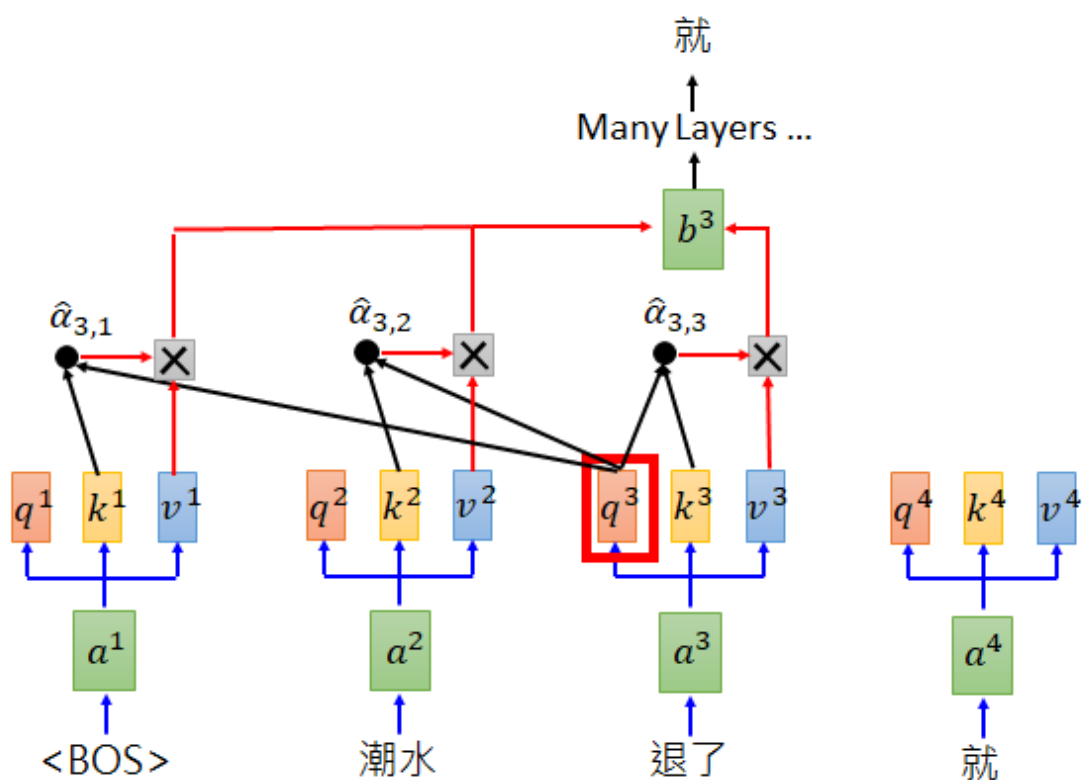 就
Many Layers ...
b³
α̂₃,₁ α̂₃,₂ α̂₃,₃
q¹ k¹ v¹ q² k² v² q³ k³ v³ q⁴ k⁴ v⁴
a¹ a² a³ a⁴
<BOS> 潮水 退了 就